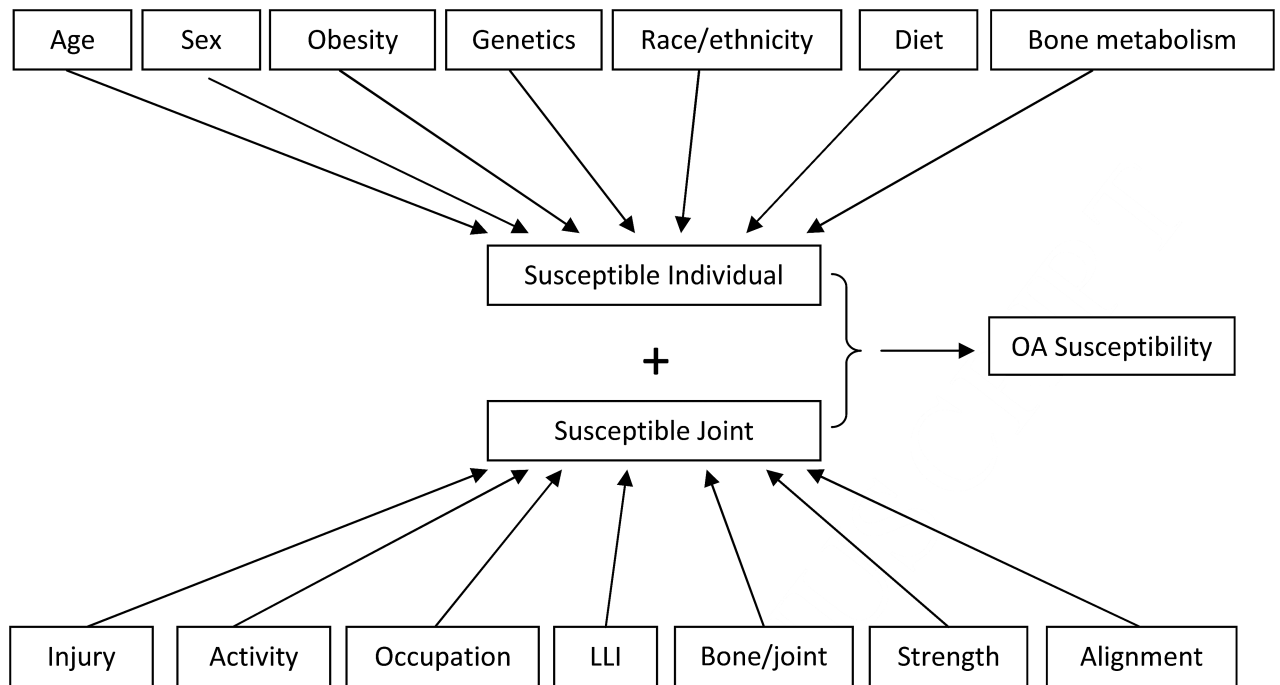 Age
Sex
Obesity
Genetics
Race/ethnicity
Diet
Bone metabolism
Susceptible Individual
+
OA Susceptibility
Susceptible Joint
Injury
Activity
Occupation
LLI
Bone/joint
Strength
Alignment